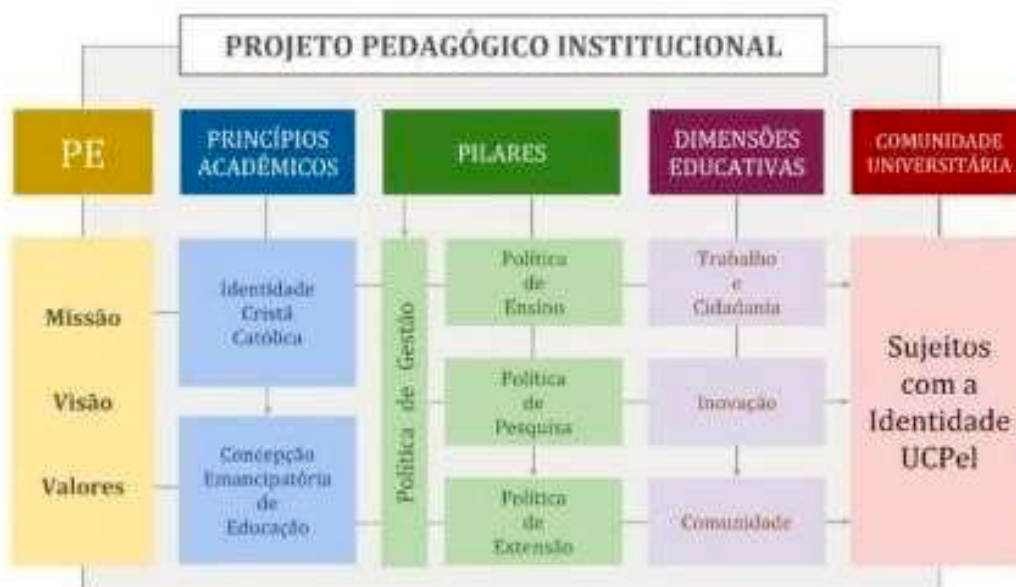 PROJETO PEDAGÓGICO INSTITUCIONAL
PE
PRINCÍPIOS
ACADÊMICOS
PILARES
DIMENSÕES
EDUCATIVAS
COMUNIDADE
UNIVERSITÁRIA
Missão
Visão
Valores
Identidade
Cristã
Católica
Concepção
Emancipatória
de
Educação
Política de Gestão
Política
de
Ensino
Política
de
Pesquisa
Política
de
Extensão
Trabalho
e
Cidadania
Inovação
Comunidade
Sujeitos
com a
Identidade
UCPel